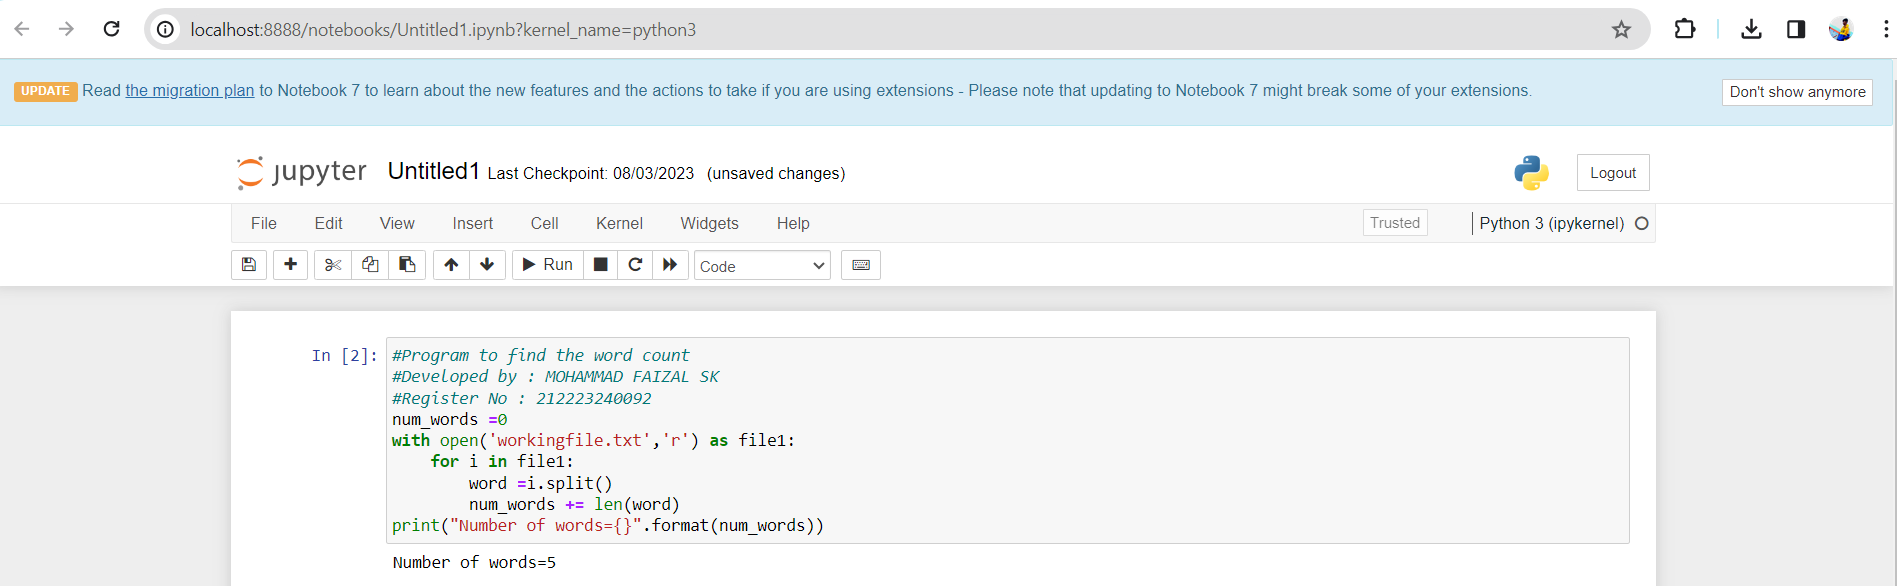 localhost:8888/notebooks/Untitled1.ipynb?kernel_name=python3
UPDATE Read the migration plan to Notebook 7 to learn about the new features and the actions to take if you are using extensions - Please note that updating to Notebook 7 might break some of your extensions. Don't show anymore
jupyter Untitled1 Last Checkpoint: 08/03/2023 (unsaved changes) Logout
File Edit View Insert Cell Kernel Widgets Help Trusted Python 3 (ipykernel)
Run Code
In [2]: #Program to find the word count
#Developed by : MOHAMMAD FAIZAL SK
#Register No : 212223240092
num_words =0
with open('workingfile.txt','r') as file1:
    for i in file1:
        word =i.split()
        num_words += len(word)
print("Number of words={}".format(num_words))
Number of words=5